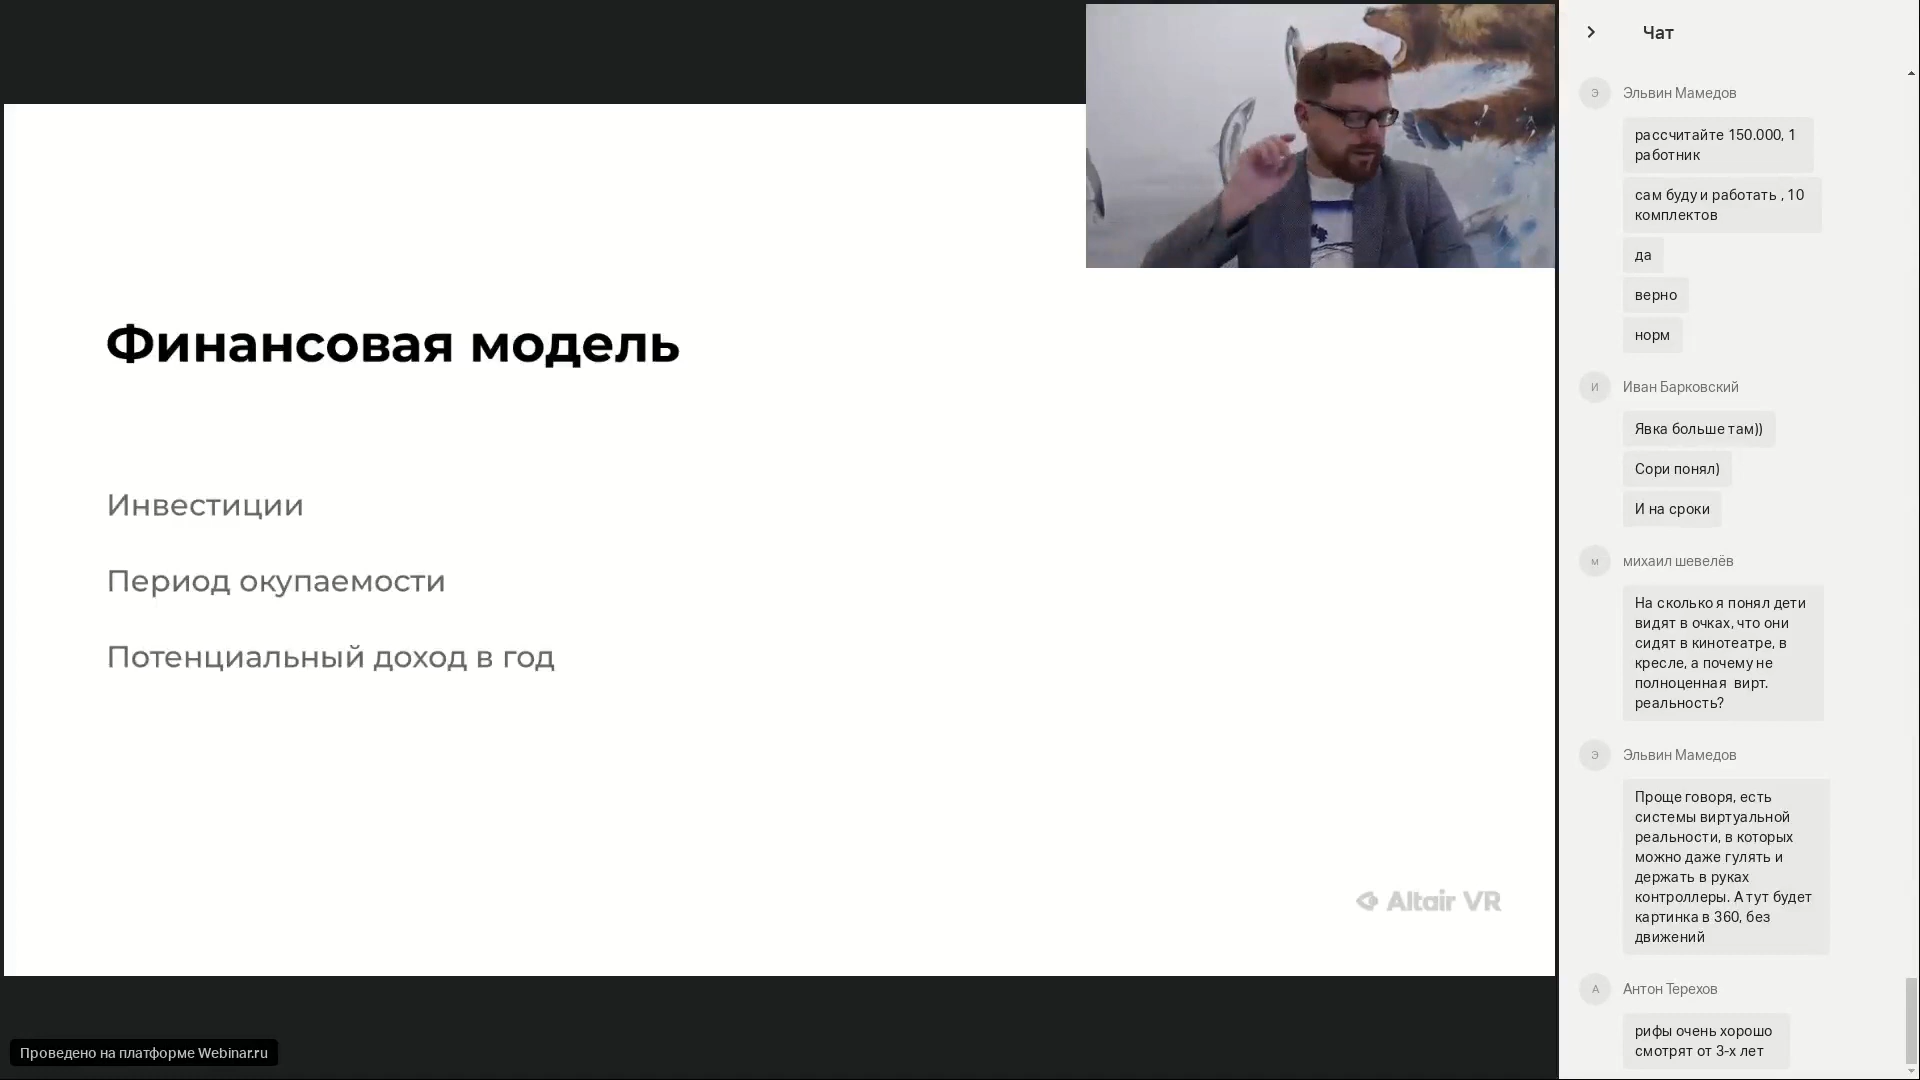 Финансовая модель
Инвестиции
Период окупаемости
Потенциальный доход в год
Altair VR
Проведено на платформе Webinar.ru
Чат
Э
Эльвин Мамедов
рассчитайте 150.000, 1
работник
сам буду и работать , 10
комплектов
да
верно
норм
И
Иван Барковский
Явка больше там))
Сори понял)
И на сроки
м
михаил шевелёв
На сколько я понял дети
видят в очках, что они
сидят в кинотеатре, в
кресле, а почему не
полноценная  вирт.
реальность?
Э
Эльвин Мамедов
Проще говоря, есть
системы виртуальной
реальности, в которых
можно даже гулять и
держать в руках
контроллеры. А тут будет
картинка в 360, без
движений
А
Антон Терехов
рифы очень хорошо
смотрят от 3-х лет